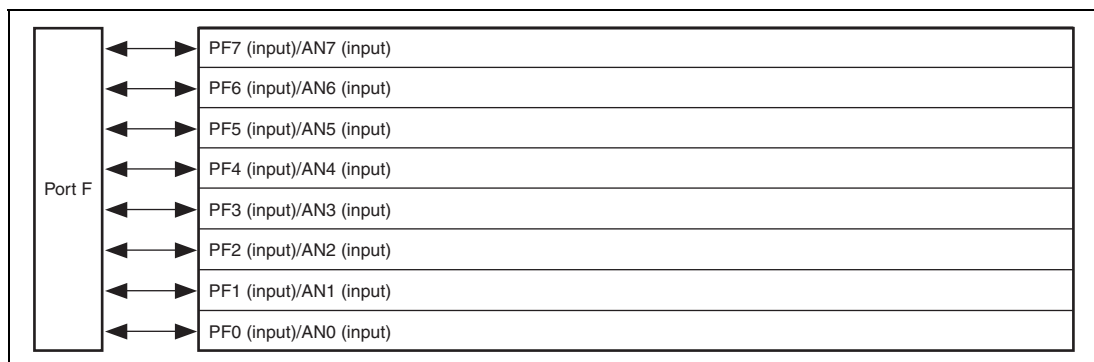 PF7 (input)/AN7 (input)
PF6 (input)/AN6 (input)
PF5 (input)/AN5 (input)
PF4 (input)/AN4 (input)
Port F
PF3 (input)/AN3 (input)
PF2 (input)/AN2 (input)
PF1 (input)/AN1 (input)
PF0 (input)/AN0 (input)